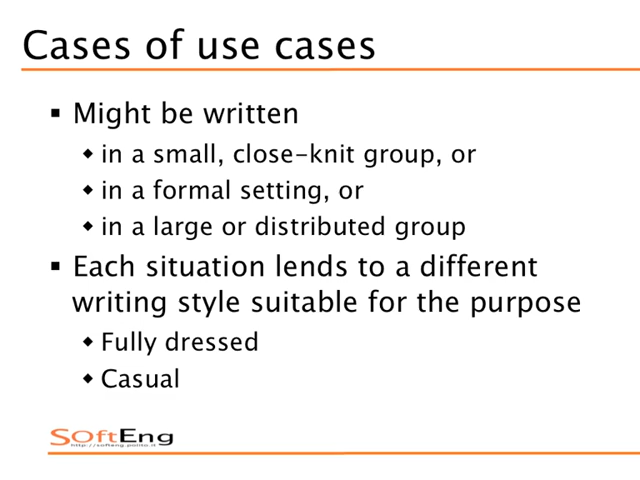 Cases of use cases
▪ Might be written
◆ in a small, close-knit group, or
◆ in a formal setting, or
◆ in a large or distributed group
▪ Each situation lends to a different
writing style suitable for the purpose
◆ Fully dressed
◆ Casual
SOftEng
http://softeng.polito.it